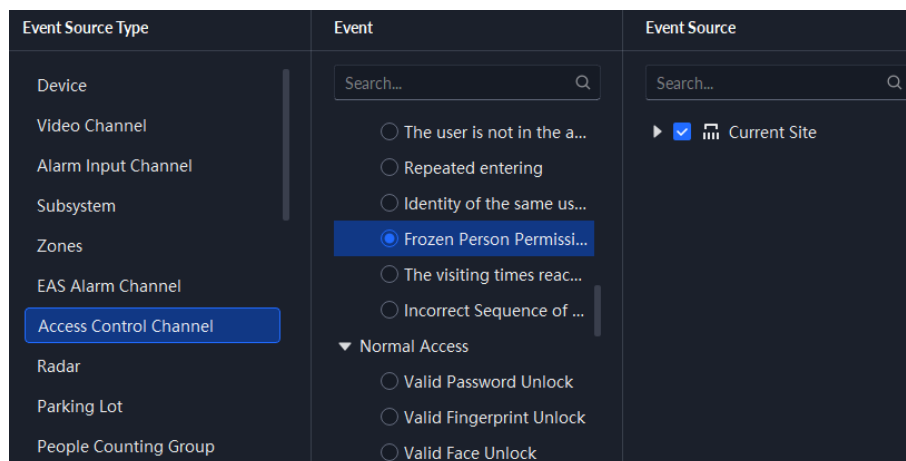 Event Source Type
Event
Event Source
Device
Video Channel
Alarm Input Channel
Subsystem
Zones
EAS Alarm Channel
Access Control Channel
Radar
Parking Lot
People Counting Group
Search...
The user is not in the a...
Repeated entering
Identity of the same us...
Frozen Person Permissi...
The visiting times reac...
Incorrect Sequence of ...
Normal Access
Valid Password Unlock
Valid Fingerprint Unlock
Valid Face Unlock
Search...
Current Site